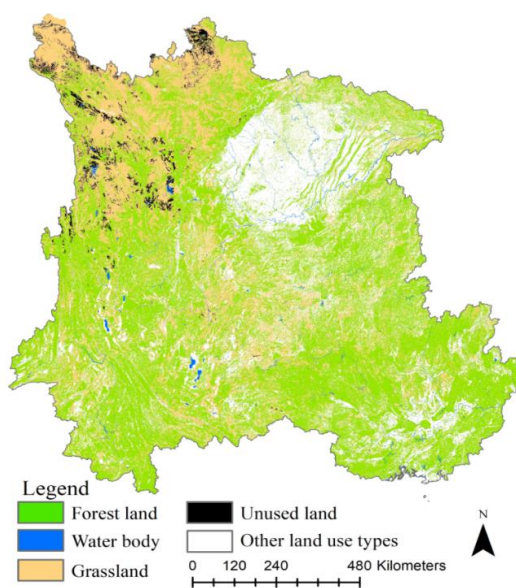 Legend
Forest land
Water body
Grassland
Unused land
Other land use types
N
0 120 240 480 Kilometers